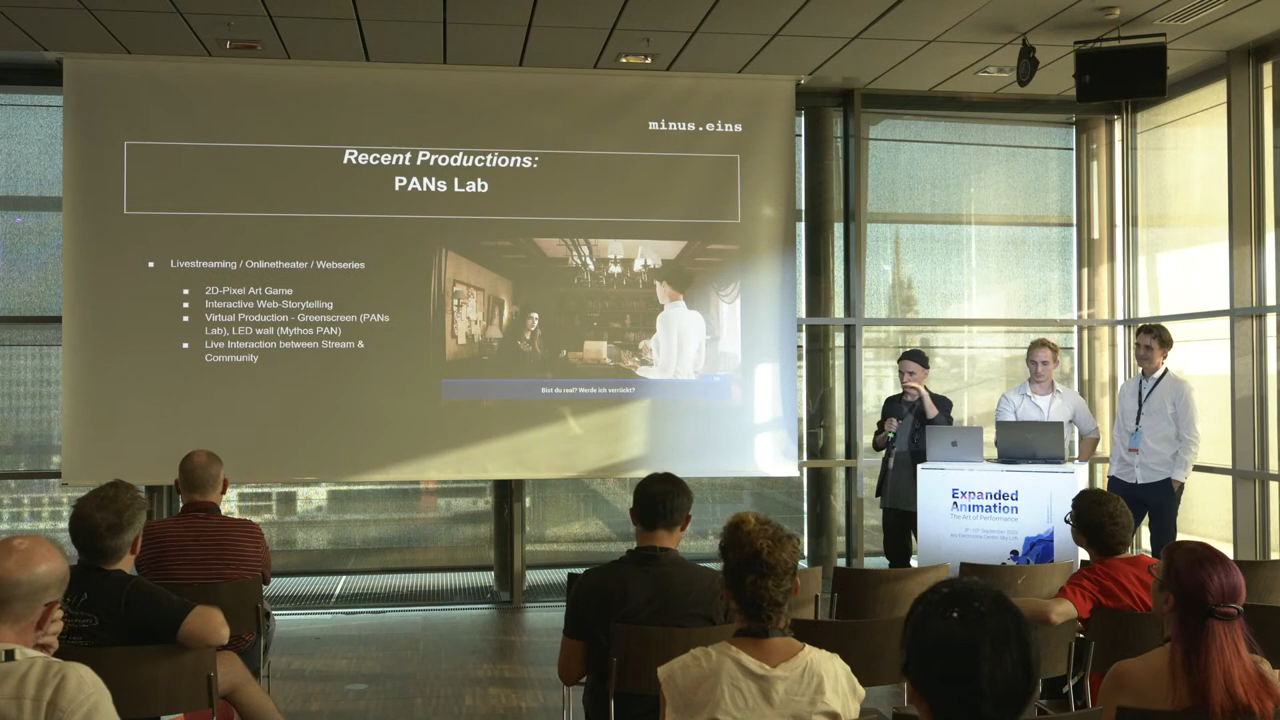 minus.eins
Recent Productions:
PANs Lab
Livestreaming / Onlinetheater / Webseries
2D-Pixel Art Game
Interactive Web-Storytelling
Virtual Production - Greenscreen (PANs
Lab), LED wall (Mythos PAN)
Live Interaction between Stream &
Community
Bist du real? Werde ich verrückt?
Expanded
Animation
The Art of Performance